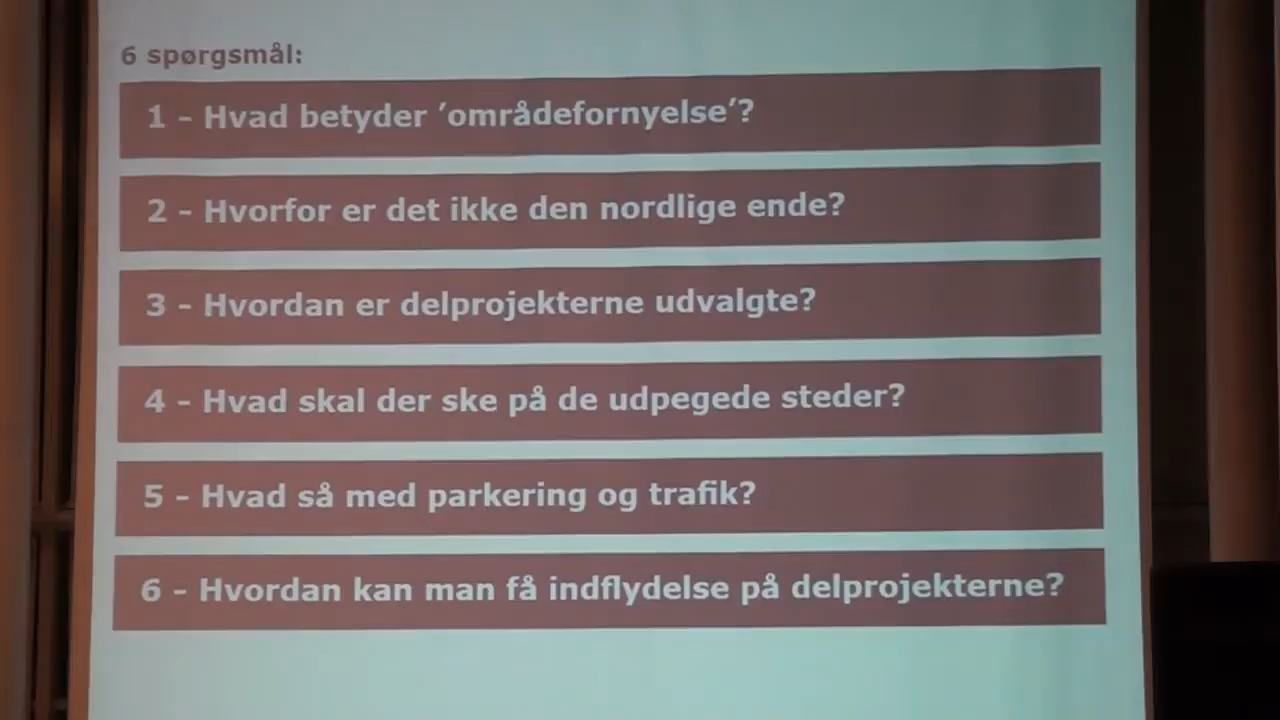 6 spørgsmål:
1 - Hvad betyder ’områdefornyelse’?
2 - Hvorfor er det ikke den nordlige ende?
3 - Hvordan er delprojekterne udvalgte?
4 - Hvad skal der ske på de udpegede steder?
5 - Hvad så med parkering og trafik?
6 - Hvordan kan man få indflydelse på delprojekterne?